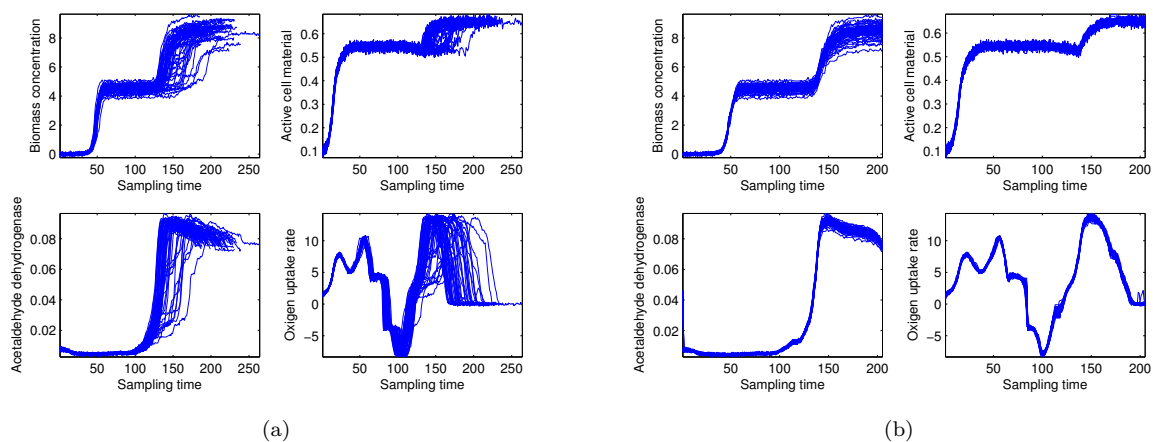 8
6
4
2
0
Biomass concentration
50 100 150 200 250
Sampling time
0.6
0.5
0.4
0.3
0.2
0.1
Active cell material
50 100 150 200 250
Sampling time
0.08
0.06
0.04
0.02
Acetaldehyde dehydrogenase
50 100 150 200 250
Sampling time
10
5
0
−5
Oxigen uptake rate
50 100 150 200 250
Sampling time
(a)
8
6
4
2
0
Biomass concentration
50 100 150 200
Sampling time
0.6
0.5
0.4
0.3
0.2
0.1
Active cell material
50 100 150 200
Sampling time
0.08
0.06
0.04
0.02
Acetaldehyde dehydrogenase
50 100 150 200
Sampling time
10
5
0
−5
Oxigen uptake rate
50 100 150 200
Sampling time
(b)